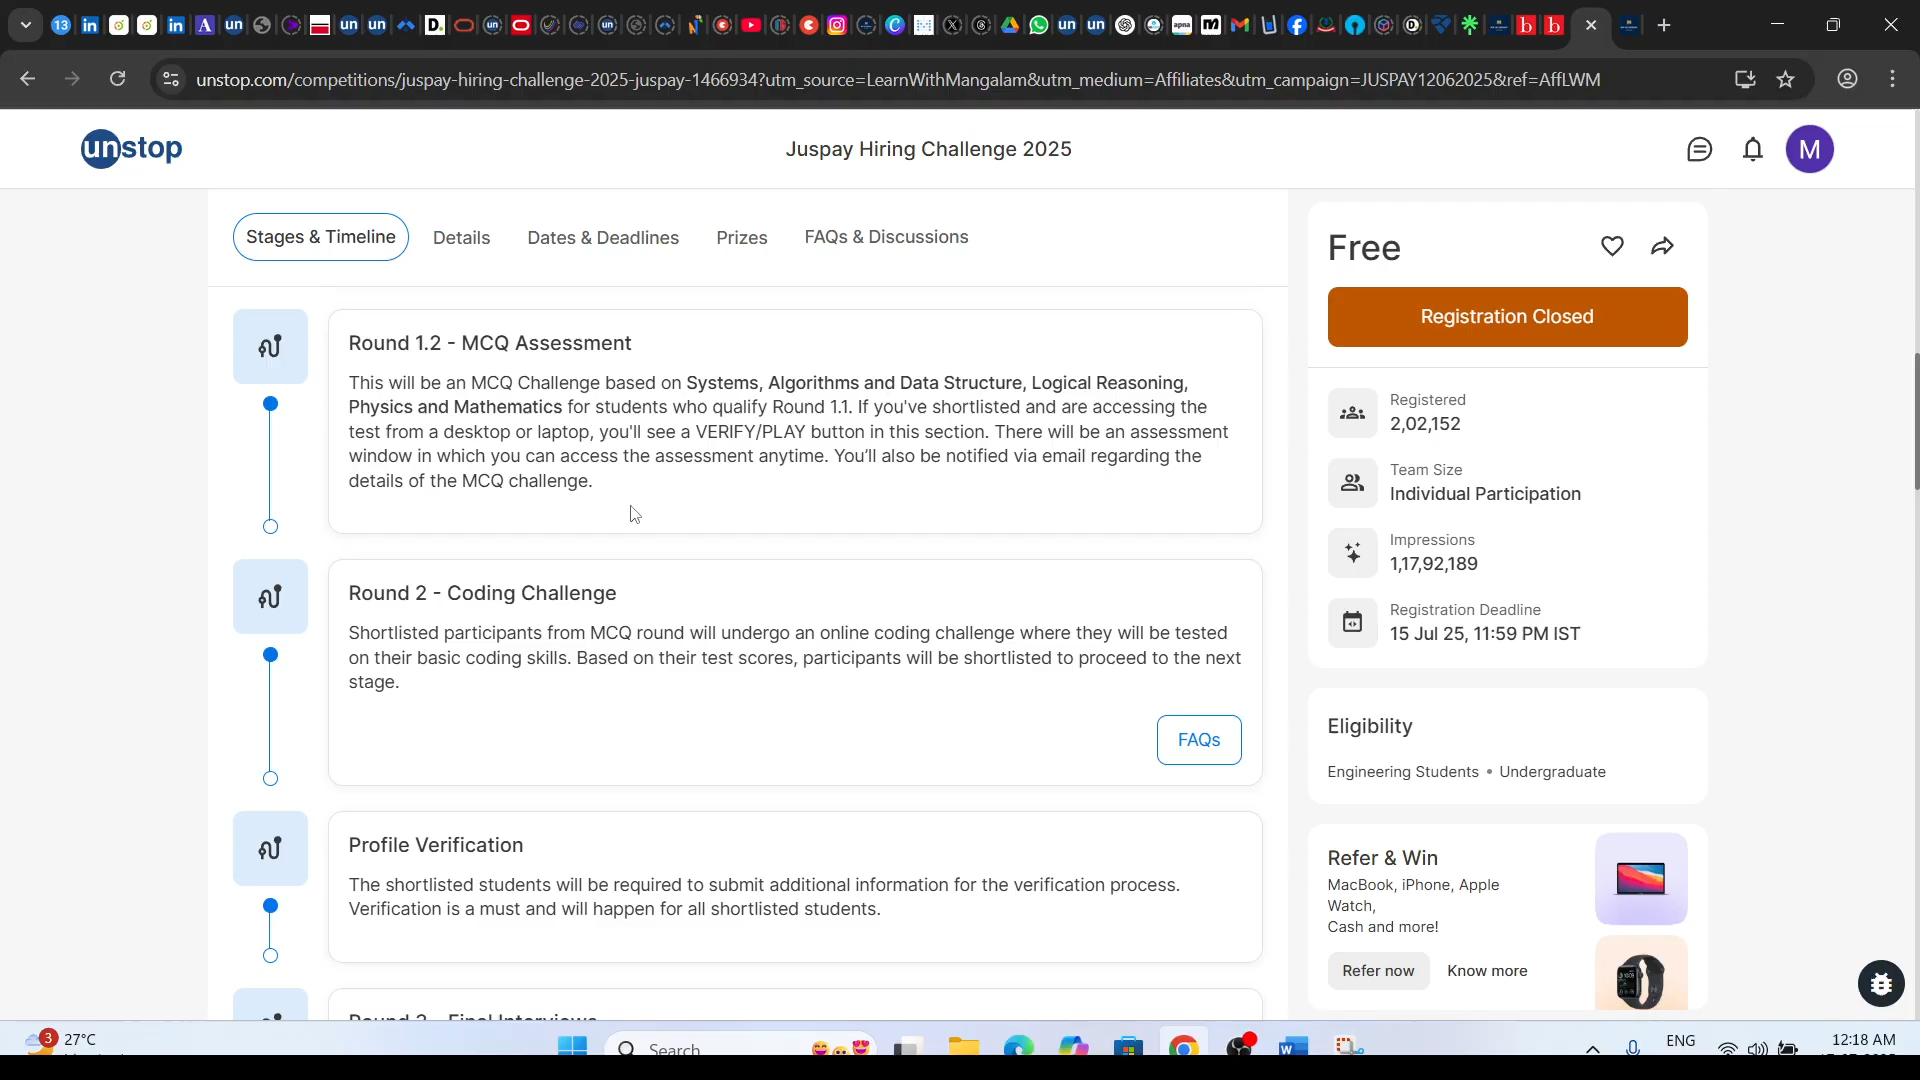 unstop.com/competitions/juspay-hiring-challenge-2025-juspay-1466934?utm_source=LearnWithMangalam&utm_medium=Affiliates&utm_campaign=JUSPAY12062025&ref=AffLWM
unstop
Juspay Hiring Challenge 2025
M
Stages & Timeline
Details
Dates & Deadlines
Prizes
FAQs & Discussions
Round 1.2 - MCQ Assessment
This will be an MCQ Challenge based on Systems, Algorithms and Data Structure, Logical Reasoning,
Physics and Mathematics for students who qualify Round 1.1. If you've shortlisted and are accessing the
test from a desktop or laptop, you'll see a VERIFY/PLAY button in this section. There will be an assessment
window in which you can access the assessment anytime. You'll also be notified via email regarding the
details of the MCQ challenge.
Round 2 - Coding Challenge
Shortlisted participants from MCQ round will undergo an online coding challenge where they will be tested
on their basic coding skills. Based on their test scores, participants will be shortlisted to proceed to the next
stage.
FAQs
Profile Verification
The shortlisted students will be required to submit additional information for the verification process.
Verification is a must and will happen for all shortlisted students.
Round 3 - Final Interviews
Free
Registration Closed
Registered
2,02,152
Team Size
Individual Participation
Impressions
1,17,92,189
Registration Deadline
15 Jul 25, 11:59 PM IST
Eligibility
Engineering Students • Undergraduate
Refer & Win
MacBook, iPhone, Apple
Watch,
Cash and more!
Refer now
Know more
3
27°C
Search
ENG
12:18 AM